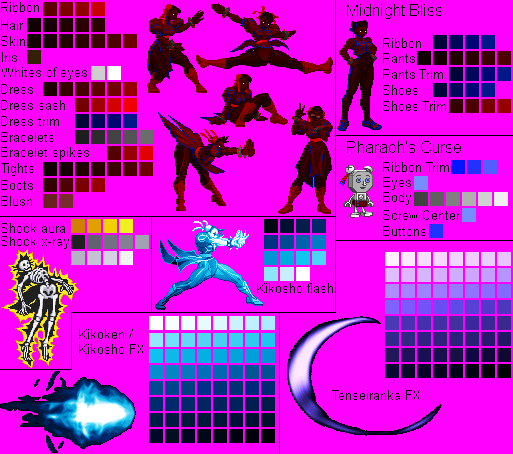 Ribbon
Hair
Skin
Iris
Whites of eyes
Dress
Dress sash
Dress trim
Bracelets
Bracelet spikes
Tights
Boots
Blush
Midnight Bliss
Ribbon
Pants
Pants Trim
Shoes
Shoes Trim
Pharaoh's Curse
Ribbon Trim
Eyes
Body
Screw Center
Buttons
Shock aura
Shock x-ray
Kikosho flash
Kikoken /
Kikosho FX
Tenseiranka FX